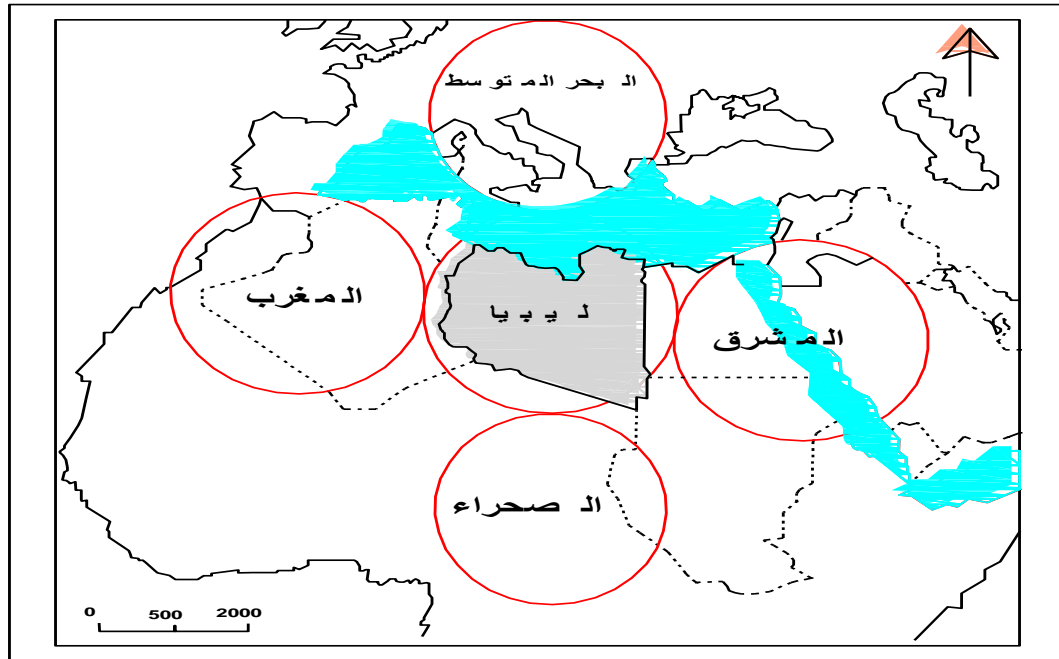 البحر المتوسط
المغرب
ليبيا
المشرق
الصحراء
0 500 2000